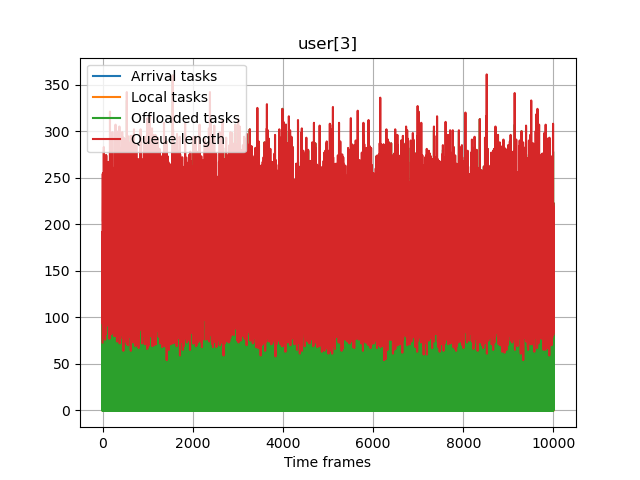 user[3]
Arrival tasks
Local tasks
Offloaded tasks
Queue length
350
300
250
200
150
100
50
0
0 2000 4000 6000 8000 10000
Time frames